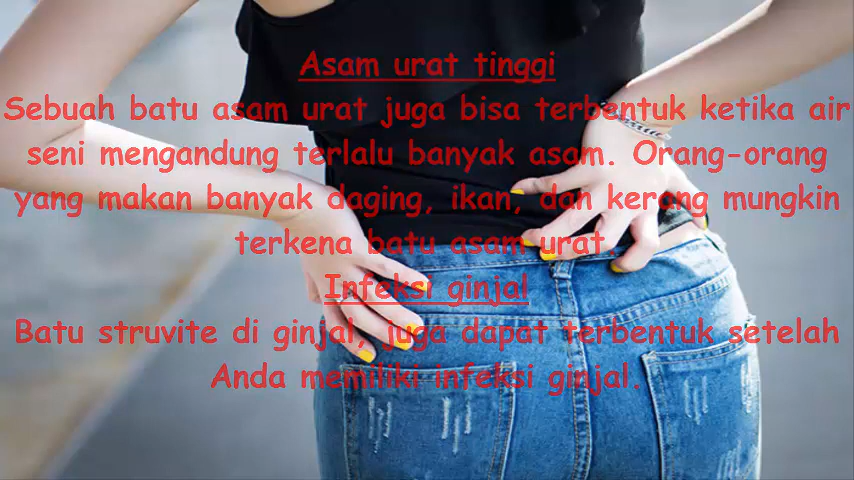 Asam urat tinggi
Sebuah batu asam urat juga bisa terbentuk ketika air
seni mengandung terlalu banyak asam. Orang-orang
yang makan banyak daging, ikan, dan kerang mungkin
terkena batu asam urat.
Infeksi ginjal
Batu struvite di ginjal, juga dapat terbentuk setelah
Anda memiliki infeksi ginjal.